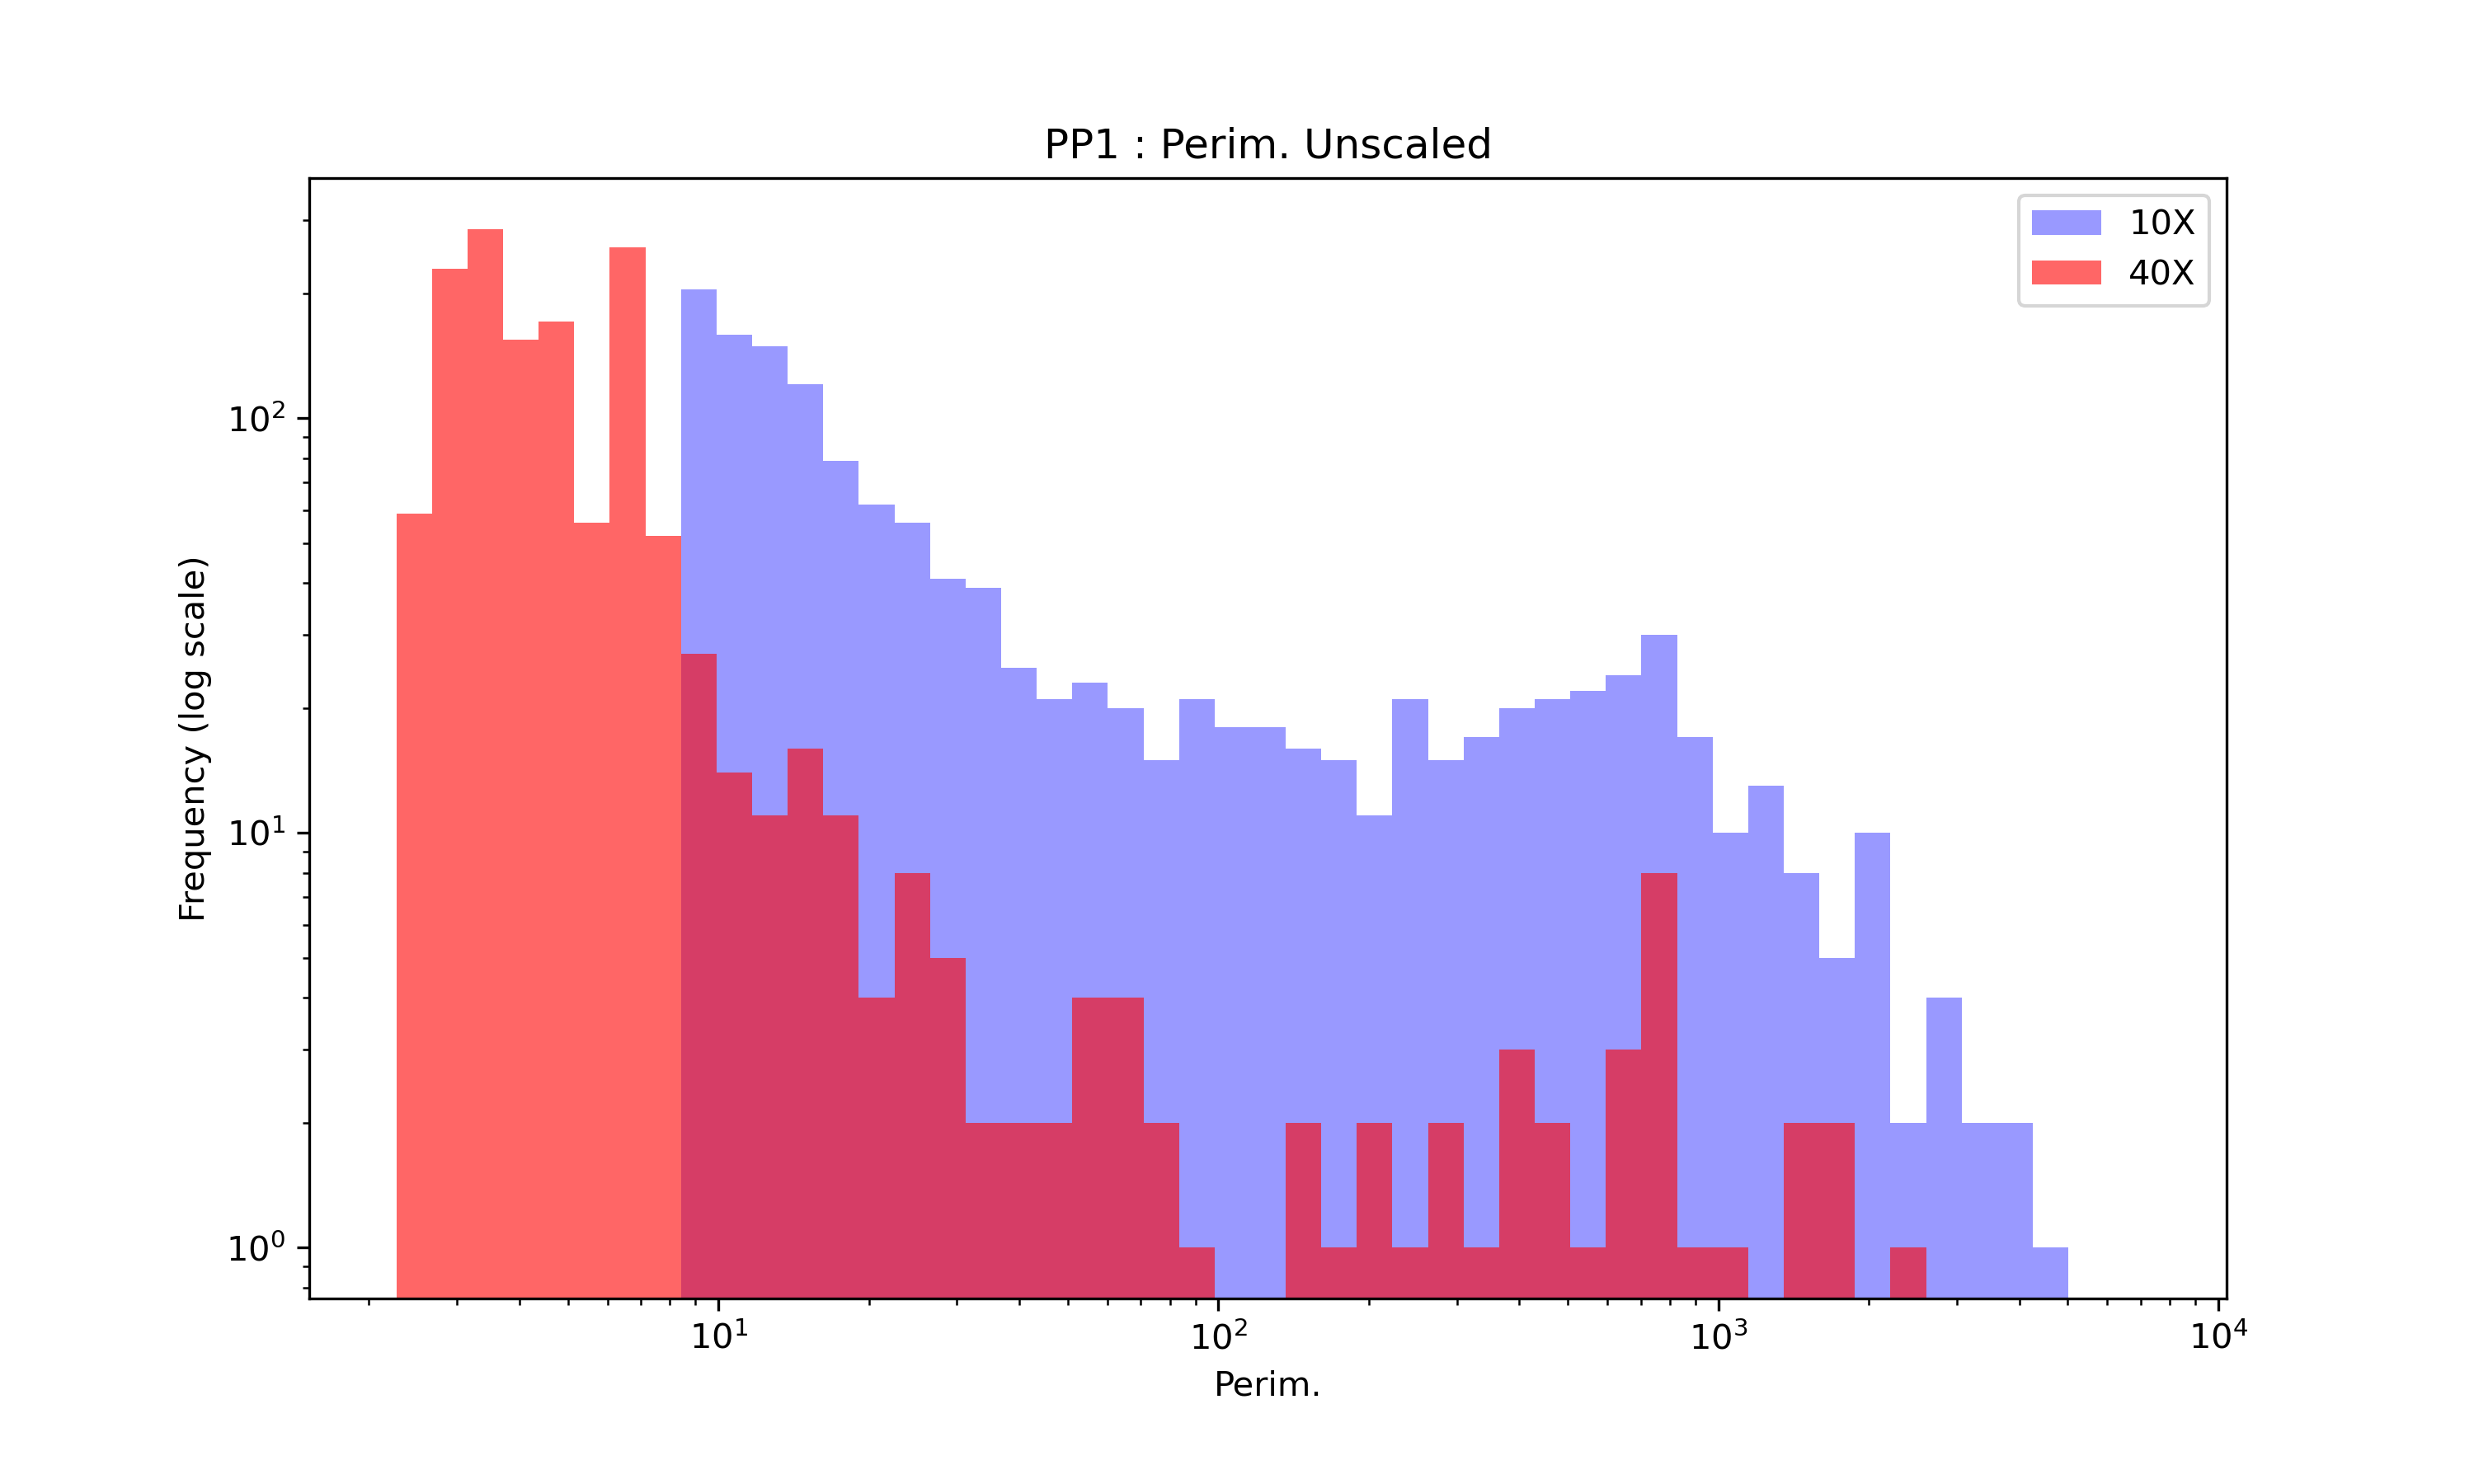 PP1 : Perim. Unscaled
10X
40X
Frequency (log scale)
10²
10¹
10⁰
10¹
10²
10³
10⁴
Perim.